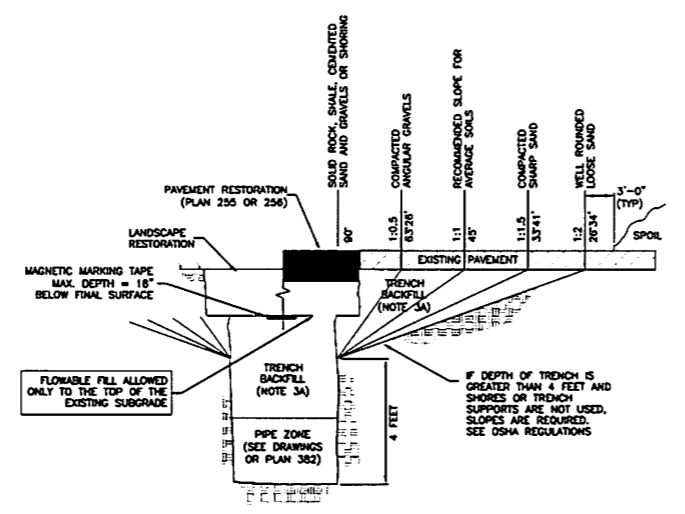 SOLID ROCK, SHALE, CEMENTED
SAND AND GRAVELS OR SHORING
90°
COMPACTED
ANGULAR GRAVELS
1:0.5
63°26'
RECOMMENDED SLOPE FOR
AVERAGE SOILS
1:1
45°
COMPACTED
SHARP SAND
1:1.5
33°41'
WELL ROUNDED
LOOSE SAND
1:2
26°34'
3'-0"
(TYP)
SPOIL
PAVEMENT RESTORATION
(PLAN 255 OR 256)
LANDSCAPE
RESTORATION
EXISTING PAVEMENT
MAGNETIC MARKING TAPE
MAX. DEPTH = 18"
BELOW FINAL SURFACE
TRENCH
BACKFILL
(NOTE 3A)
FLOWABLE FILL ALLOWED
ONLY TO THE TOP OF THE
EXISTING SUBGRADE
TRENCH
BACKFILL
(NOTE 3A)
PIPE ZONE
(SEE DRAWINGS
OR PLAN 382)
4 FEET
IF DEPTH OF TRENCH IS
GREATER THAN 4 FEET AND
SHORES OR TRENCH
SUPPORTS ARE NOT USED,
SLOPES ARE REQUIRED.
SEE OSHA REGULATIONS